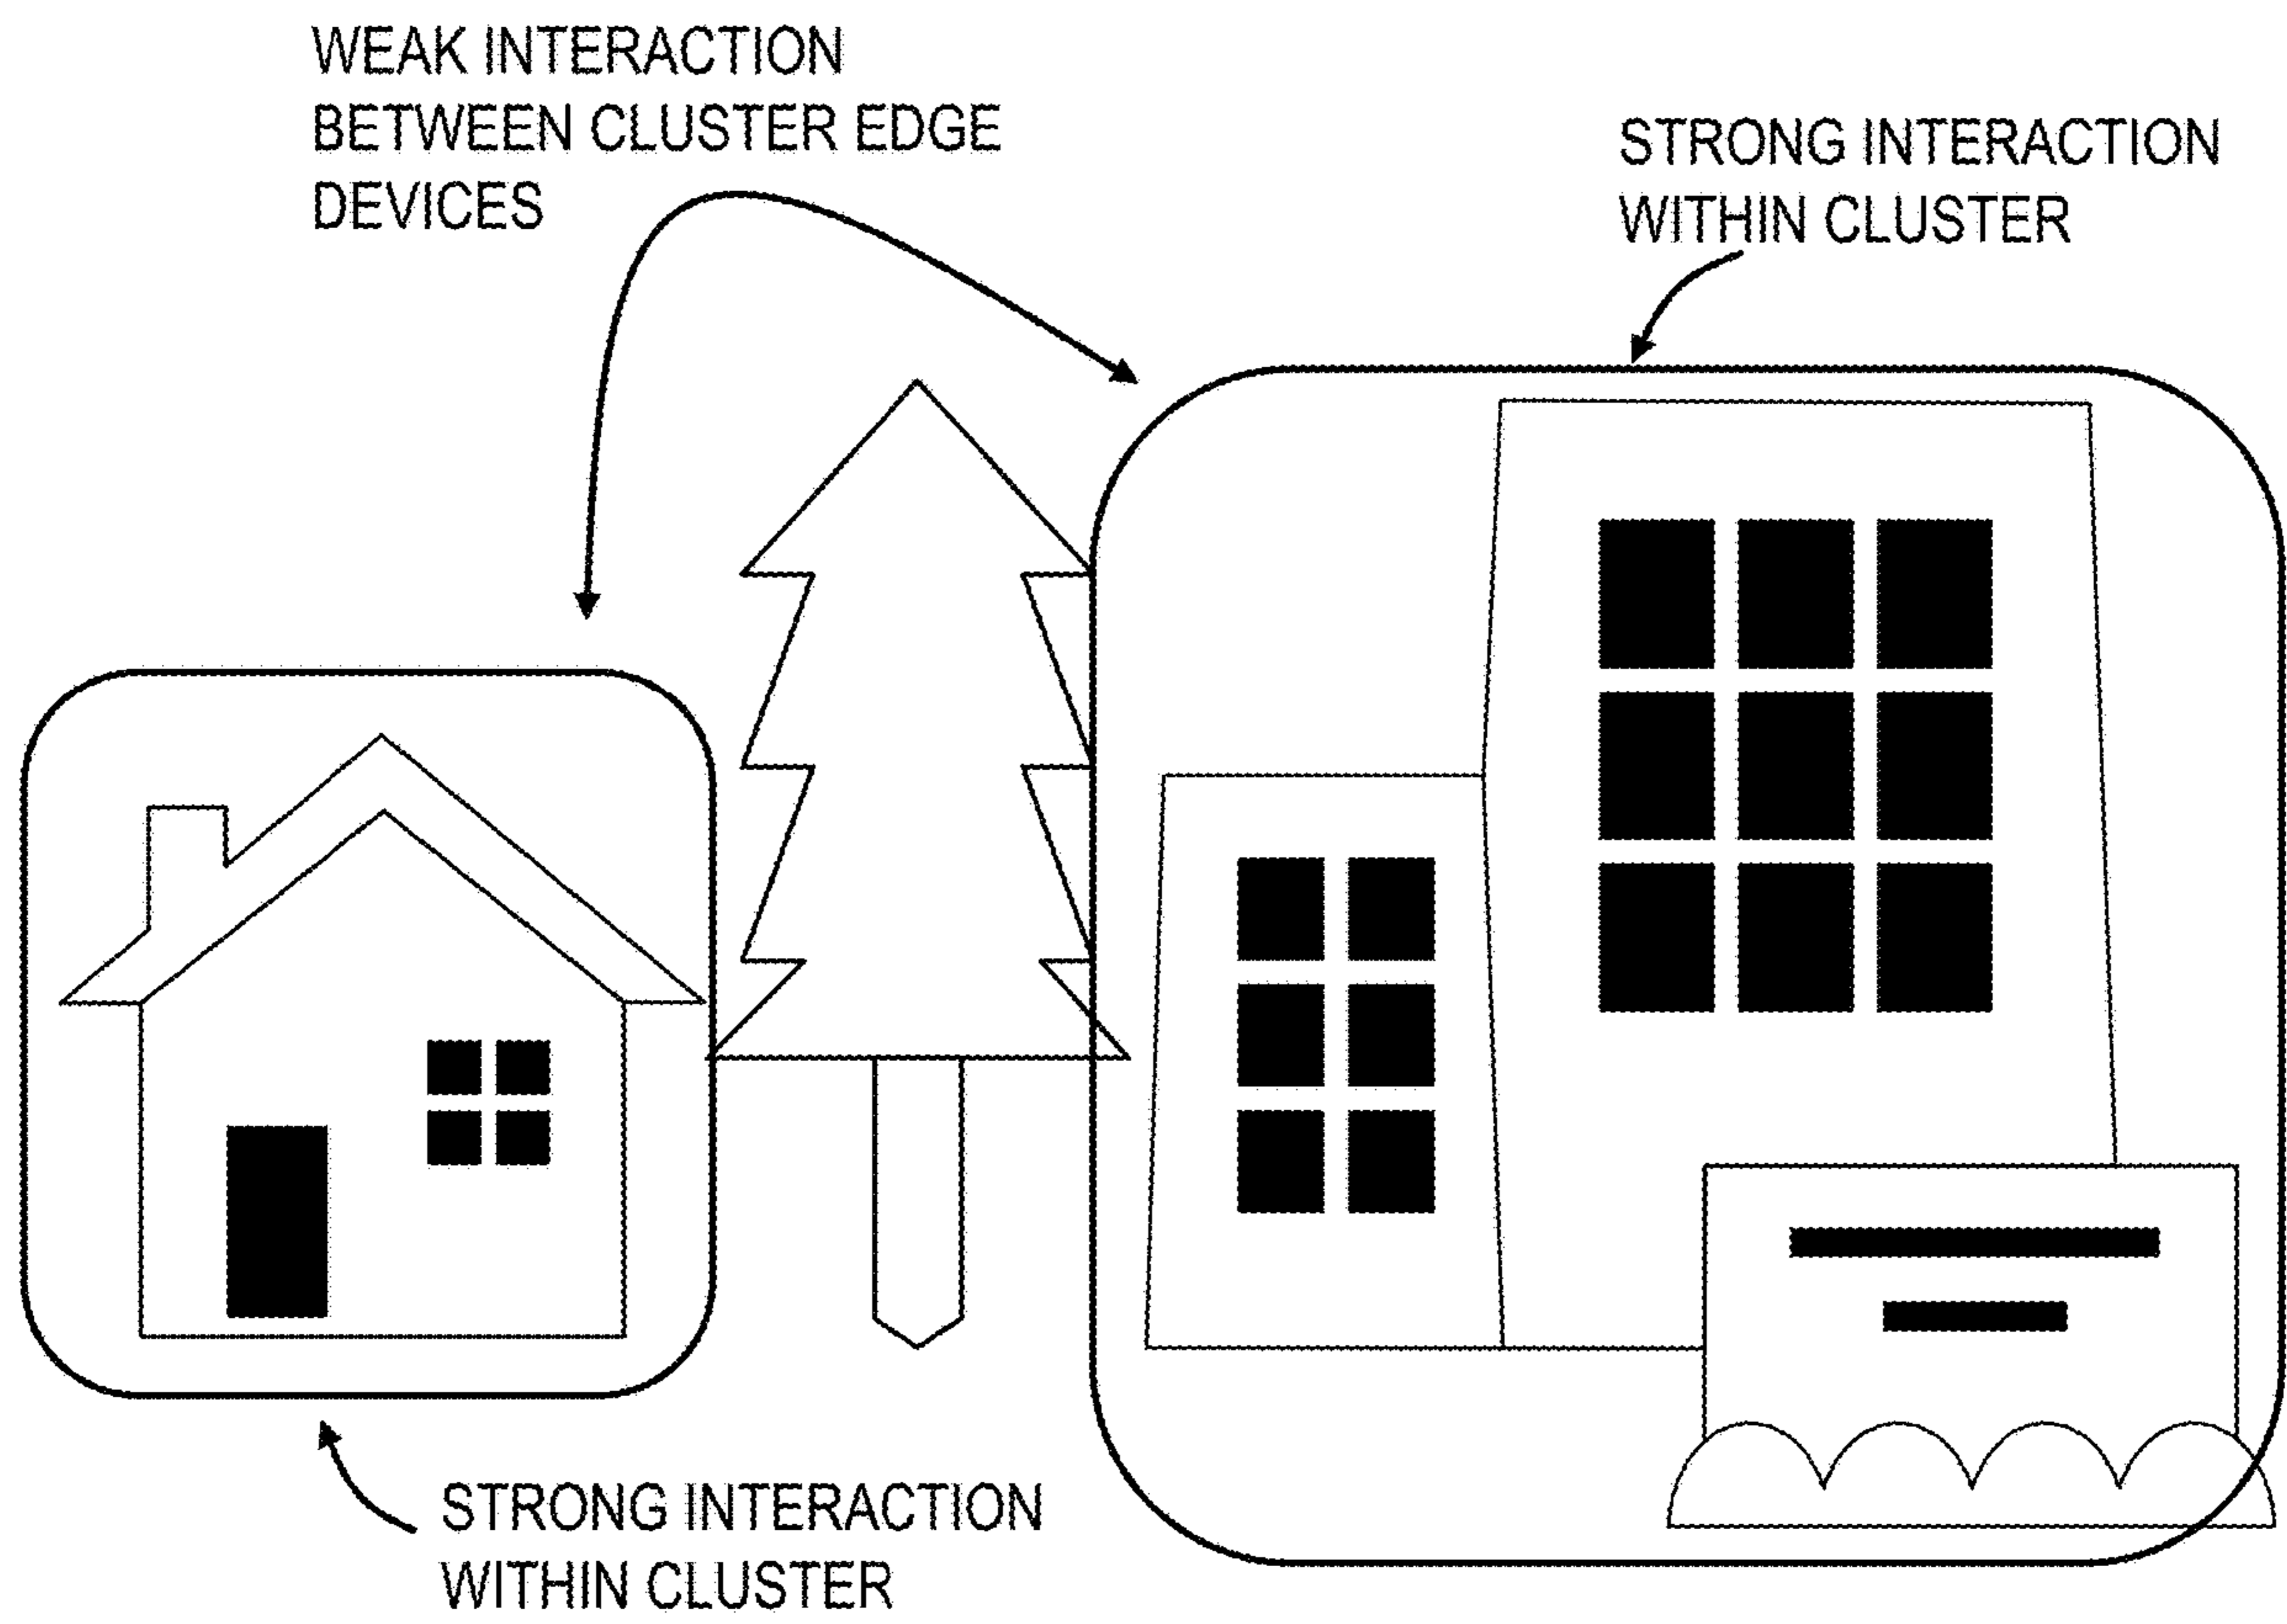 WEAK INTERACTION
BETWEEN CLUSTER EDGE
DEVICES
STRONG INTERACTION
WITHIN CLUSTER
STRONG INTERACTION
WITHIN CLUSTER